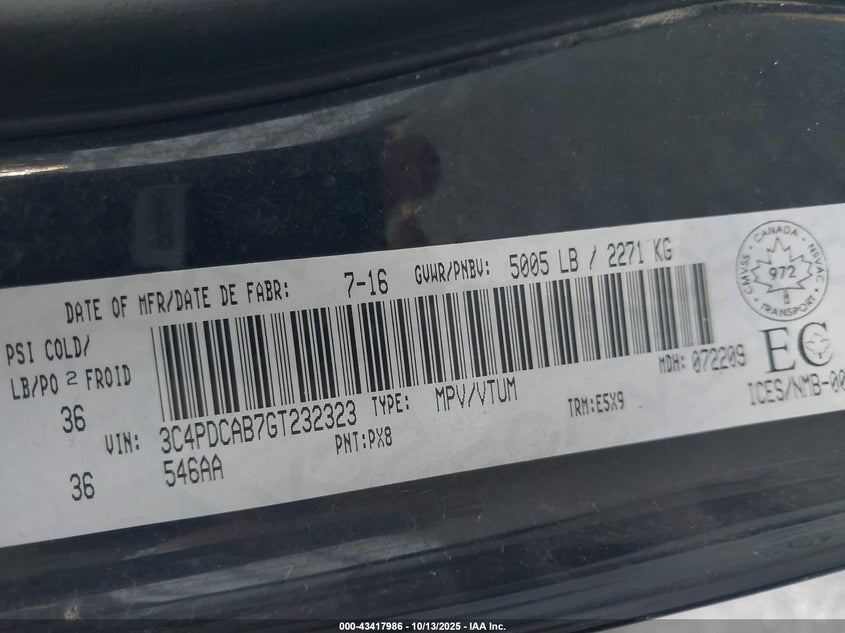 DATE OF MFR/DATE DE FABR: 7-16 GVWR/PNBV: 5005 LB / 2271 KG
CANADA
CMVSS
NSVAC
972
TRANSPORT
PSI COLD/
LB/PO 2 FROID
36
36
MDH:
EC
ICES/NMB-00
VIN: 3C4PDCAB7GT232323 TYPE: MPV/VTUM
546AA PNT:PX8 TRM:E5X9
000-43417986 - 10/13/2025 - IAA Inc.